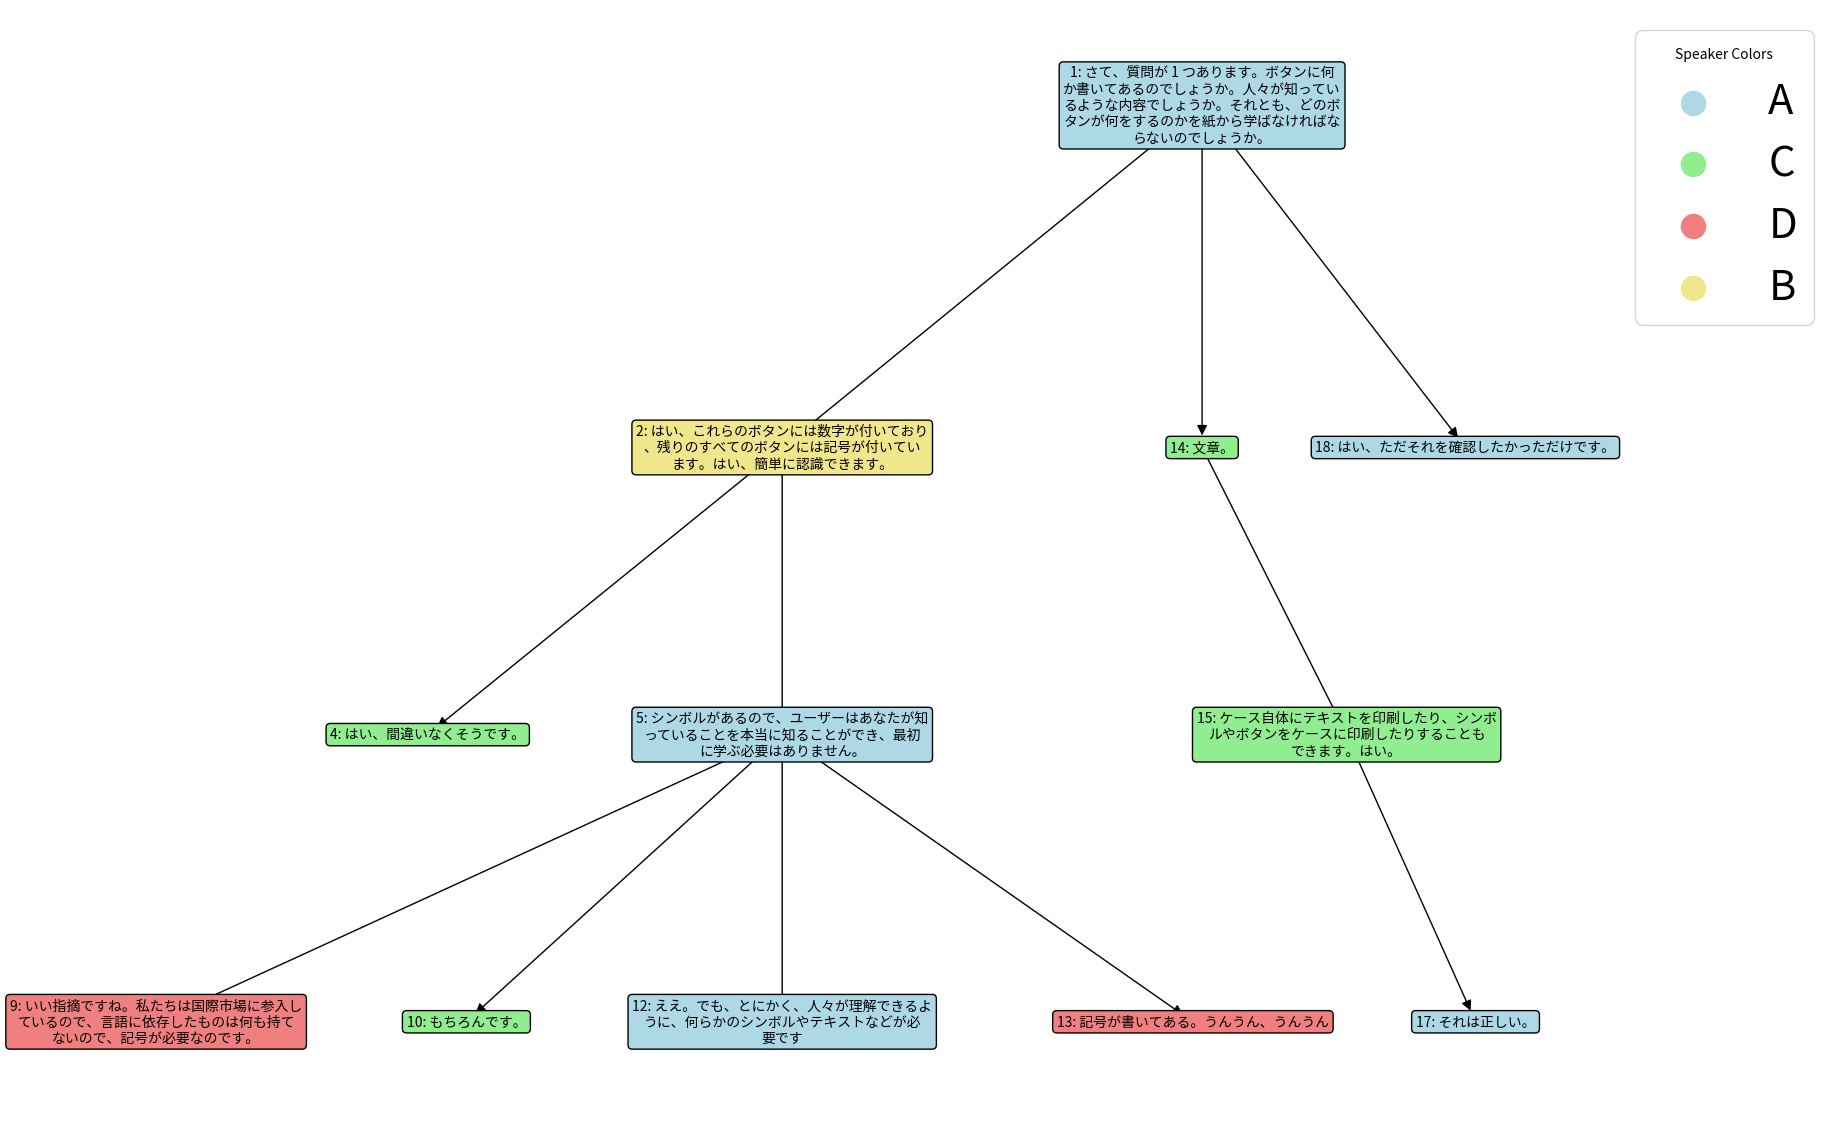 Speaker Colors
A
C
D
B
1: さて、質問が 1 つあります。ボタンに何
か書いてあるのでしょうか。人々が知ってい
るような内容でしょうか。それとも、どのボ
タンが何をするのかを紙から学ばなければな
らないのでしょうか。
2: はい、これらのボタンには数字が付いており
、残りのすべてのボタンには記号が付いてい
ます。はい、簡単に認識できます。
14: 文章。
18: はい、ただそれを確認したかっただけです。
4: はい、間違いなくそうです。
5: シンボルがあるので、ユーザーはあなたが知
っていることを本当に知ることができ、最初
に学ぶ必要はありません。
15: ケース自体にテキストを印刷したり、シンボ
ルやボタンをケースに印刷したりすることも
できます。はい。
9: いい指摘ですね。私たちは国際市場に参入し
ているので、言語に依存したものは何も持て
ないので、記号が必要なのです。
10: もちろんです。
12: ええ。でも、とにかく、人々が理解できるよ
うに、何らかのシンボルやテキストなどが必
要です
13: 記号が書いてある。うんうん、うんうん
17: それは正しい。